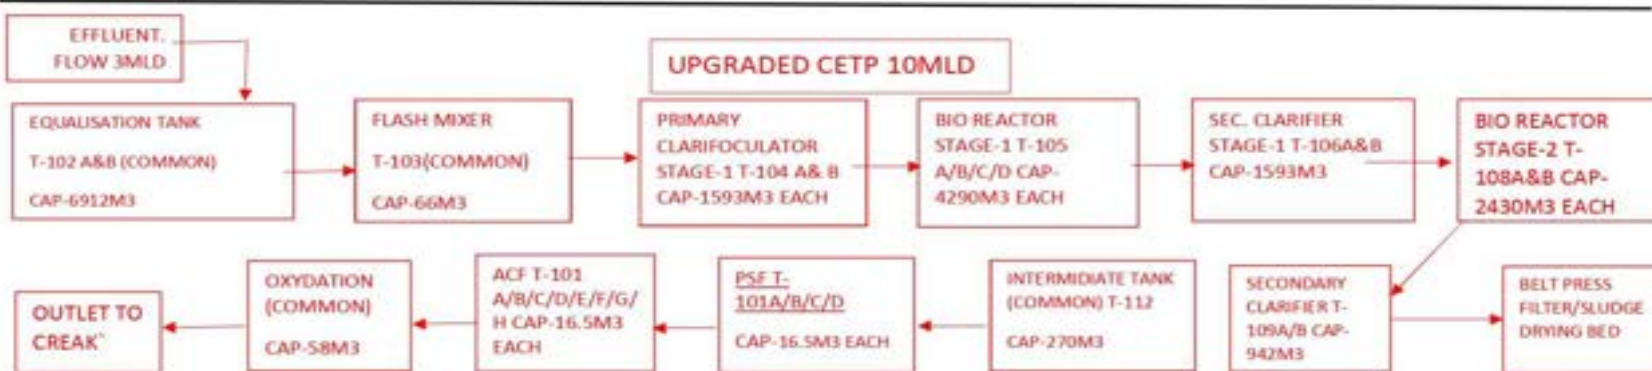 EFFLUENT.
FLOW 3MLD
UPGRADED CETP 10MLD
EQUALISATION TANK
T-102 A&B (COMMON)
CAP-6912M3
FLASH MIXER
T-103(COMMON)
CAP-66M3
PRIMARY
CLARIFOCULATOR
STAGE-1 T-104 A& B
CAP-1593M3 EACH
BIO REACTOR
STAGE-1 T-105
A/B/C/D CAP-
4290M3 EACH
SEC. CLARIFIER
STAGE-1 T-106A&B
CAP-1593M3
BIO REACTOR
STAGE-2 T-
108A&B CAP-
2430M3 EACH
OUTLET TO
CREAK`
OXYDATION
(COMMON)
CAP-58M3
ACF T-101
A/B/C/D/E/F/G/
H CAP-16.5M3
EACH
PSF T-
101A/B/C/D
CAP-16.5M3 EACH
INTERMIDIATE TANK
(COMMON) T-112
CAP-270M3
SECONDARY
CLARIFIER T-
109A/B CAP-
942M3
BELT PRESS
FILTER/SLUDGE
DRYING BED